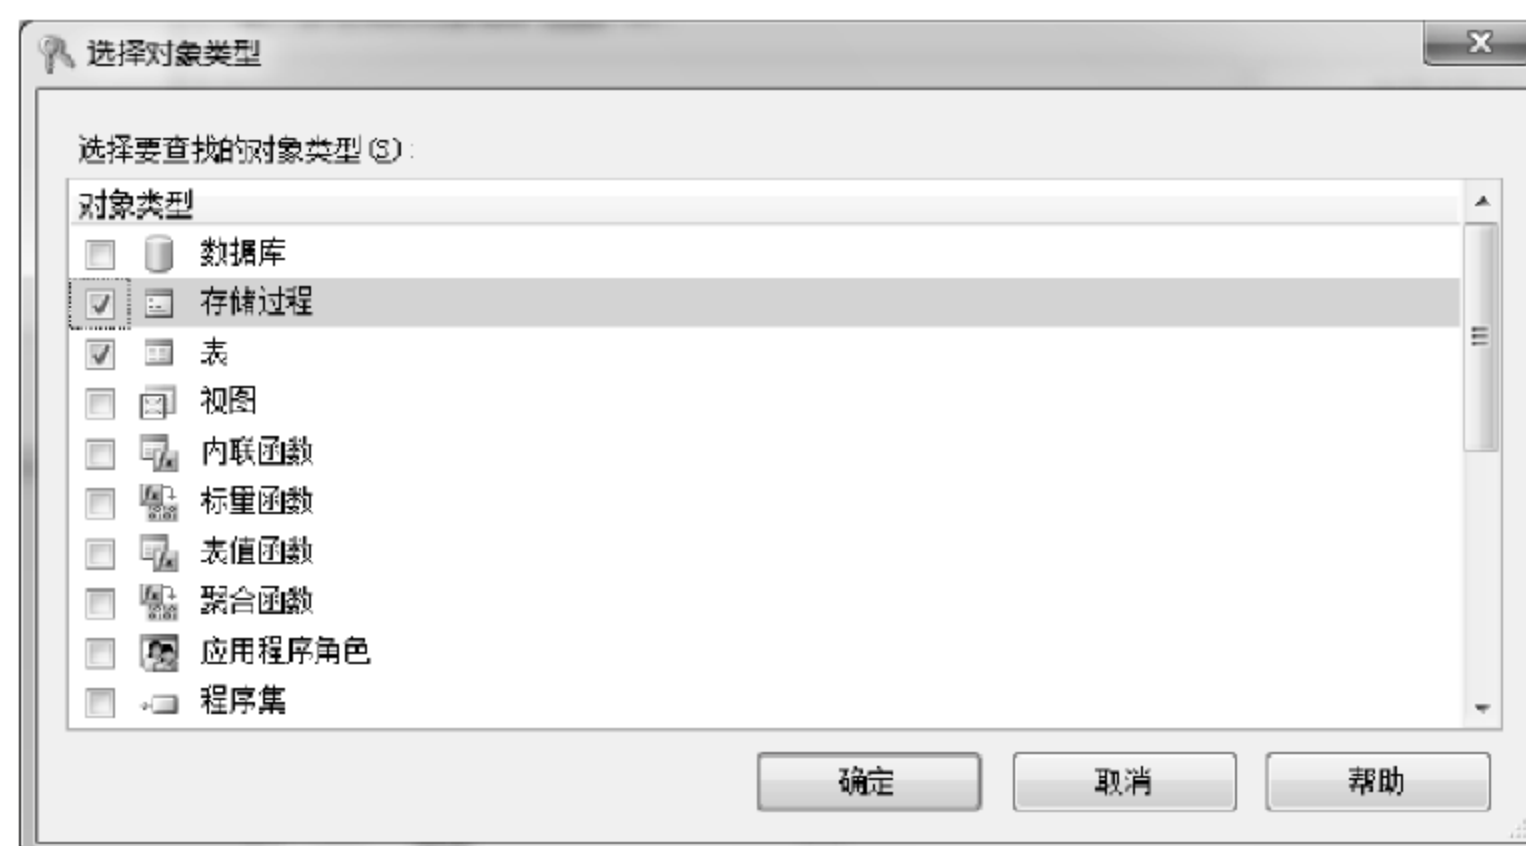 选择对象类型
选择要查找的对象类型(S):
对象类型
数据库
存储过程
表
视图
内联函数
标量函数
表值函数
聚合函数
应用程序角色
程序集
确定 取消 帮助